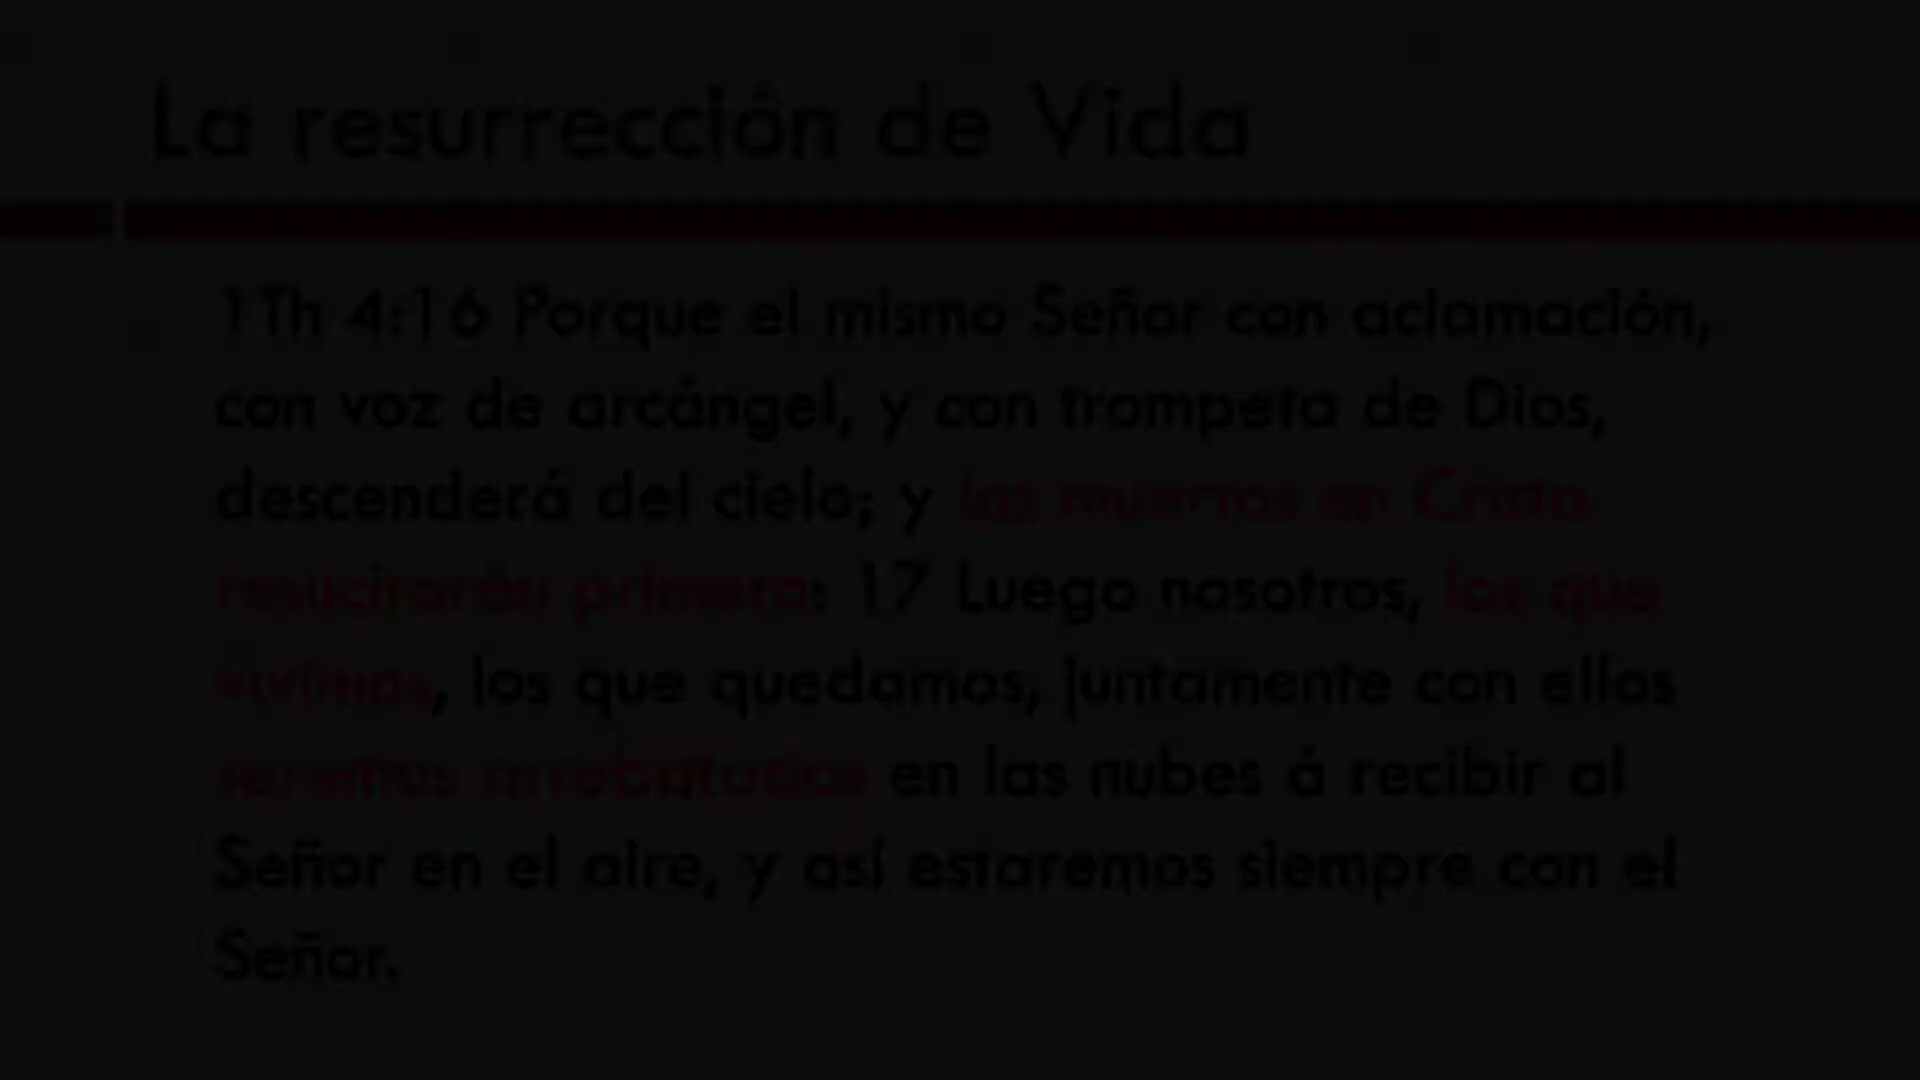 La resurrección de Vida
1Th 4:16 Porque el mismo Señor con aclamación,
con voz de arcángel, y con trompeta de Dios,
descenderá del cielo; y los muertos en Cristo
resucitarán primero: 17 Luego nosotros, los que
vivimos, los que quedamos, juntamente con ellos
seremos arrebatados en las nubes á recibir al
Señor en el aire, y así estaremos siempre con el
Señor.